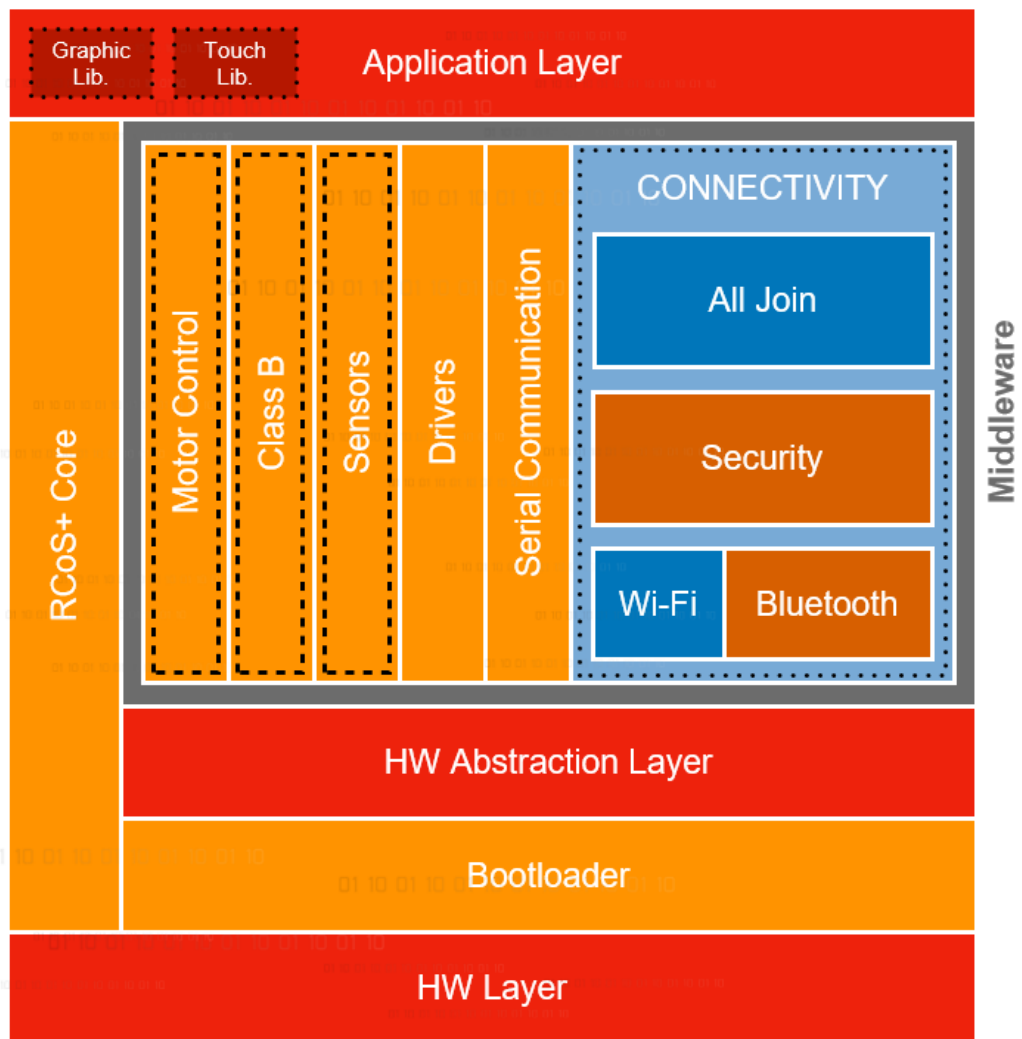 Graphic
Lib.
Touch
Lib.
Application Layer
RCoS+ Core
Motor Control
Class B
Sensors
Drivers
Serial Communication
CONNECTIVITY
All Join
Security
Wi-Fi
Bluetooth
Middleware
HW Abstraction Layer
Bootloader
HW Layer